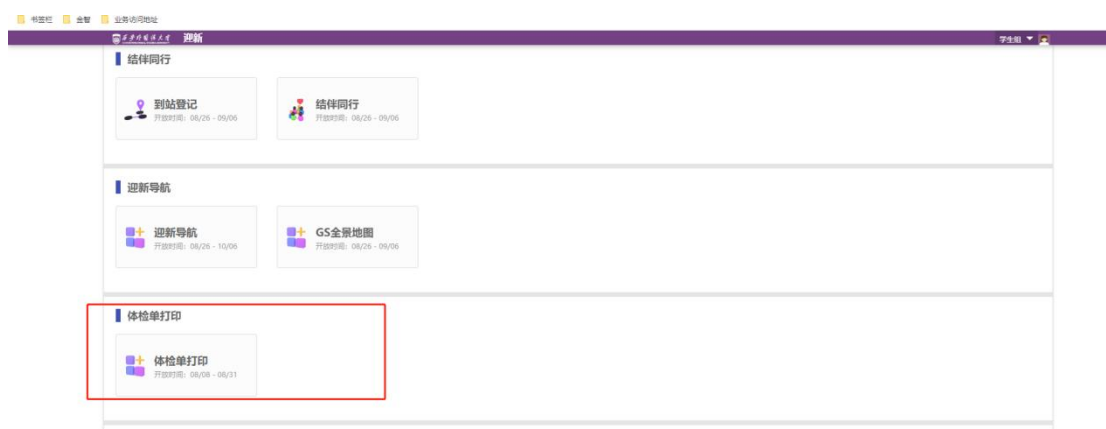 书签栏 金智 业务访问地址
迎新 学生组
结伴同行
到站登记
开放时间：08/26 - 09/06
结伴同行
开放时间：08/26 - 09/06
迎新导航
迎新导航
开放时间：08/26 - 10/06
GS全景地图
开放时间：08/26 - 09/06
体检单打印
体检单打印
开放时间：08/08 - 08/31